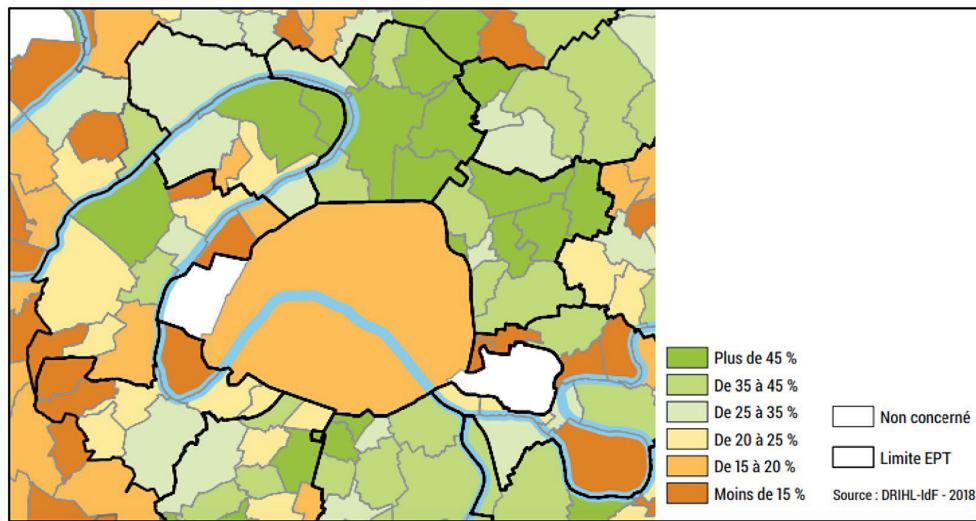 Plus de 45 %
De 35 à 45 %
De 25 à 35 %
De 20 à 25 %
De 15 à 20 %
Moins de 15 %
Non concerné
Limite EPT
Source : DRIHL-IdF - 2018